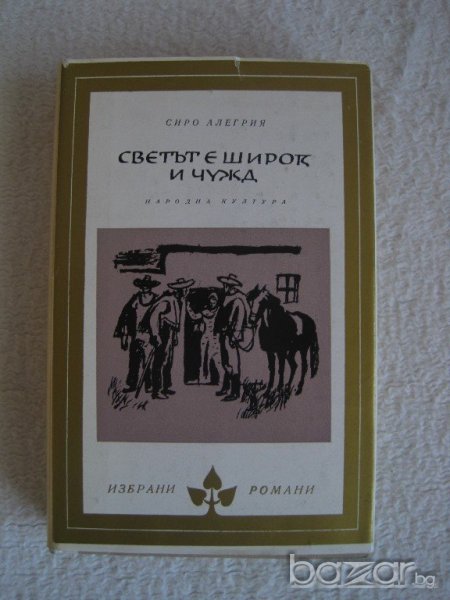 СИРО АЛЕГРИЯ
СВЕТЪТ Е ШИРОК
И ЧУЖД
НАРОДНА КУЛТУРА
ИЗБРАНИ РОМАНИ
bazar.bg